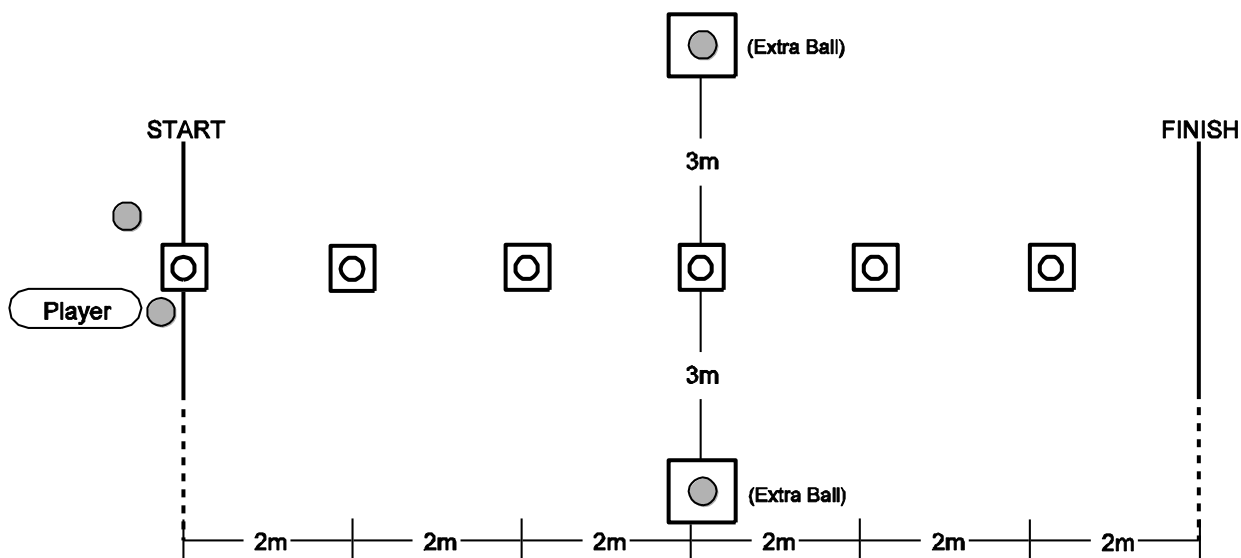 (Extra Ball)
START
FINISH
3m
Player
3m
(Extra Ball)
2m 2m 2m 2m 2m 2m